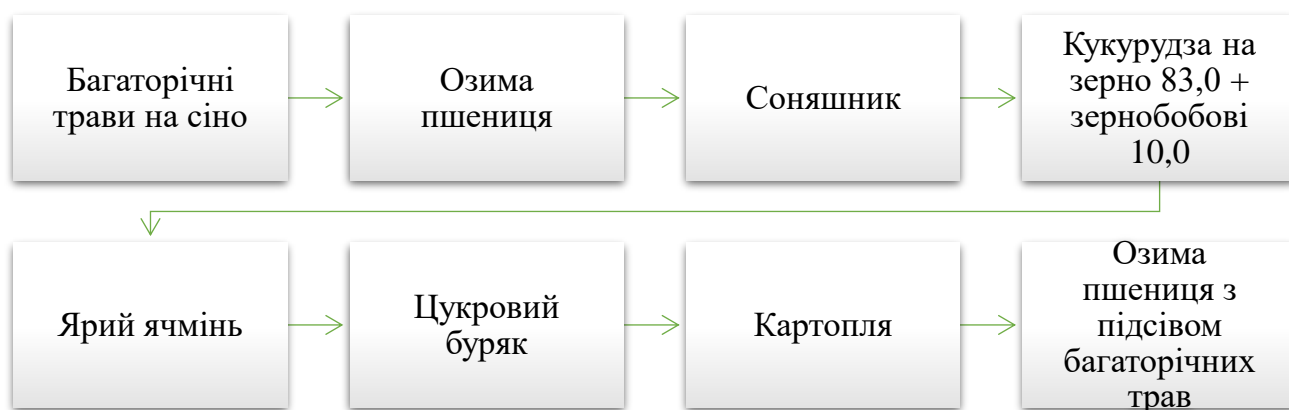 Багаторічні
трави на сіно
Озима
пшениця
Соняшник
Кукурудза на
зерно 83,0 +
зернобобові
10,0
Ярий ячмінь
Цукровий
буряк
Картопля
Озима
пшениця з
підсівом
багаторічних
трав